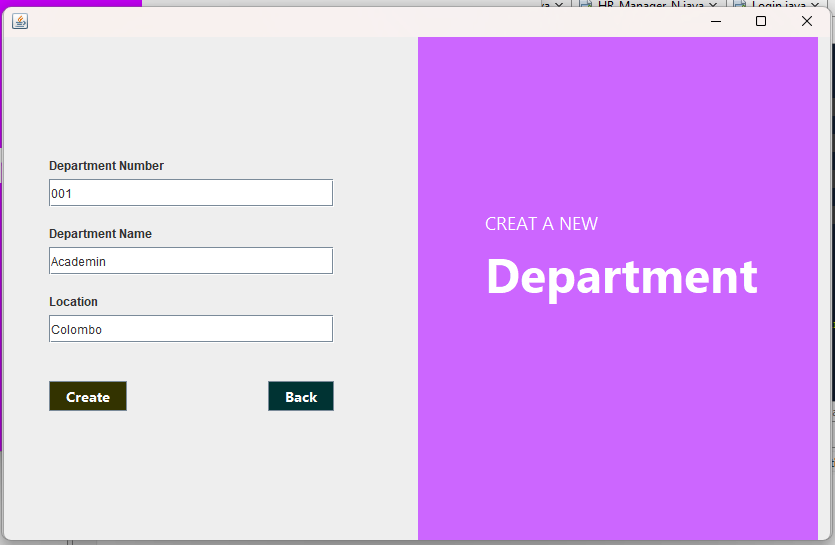 HR_Manager_N.java
Login.java
Department Number
001
Department Name
Academin
Location
Colombo
Create
Back
CREAT A NEW
Department